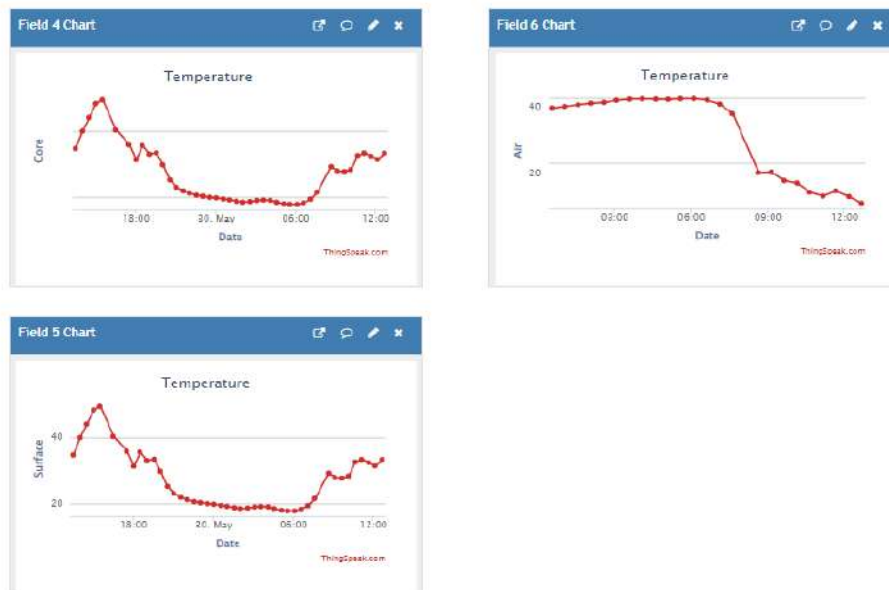 Field 4 Chart
Temperature
Core
18:00 30. May 06:00 12:00
Date
ThingSpeak.com
Field 6 Chart
Temperature
40
Air
20
03:00 06:00 09:00 12:00
Date
ThingSpeak.com
Field 5 Chart
Temperature
40
Surface
20
18:00 30. May 06:00 12:00
Date
ThingSpeak.com